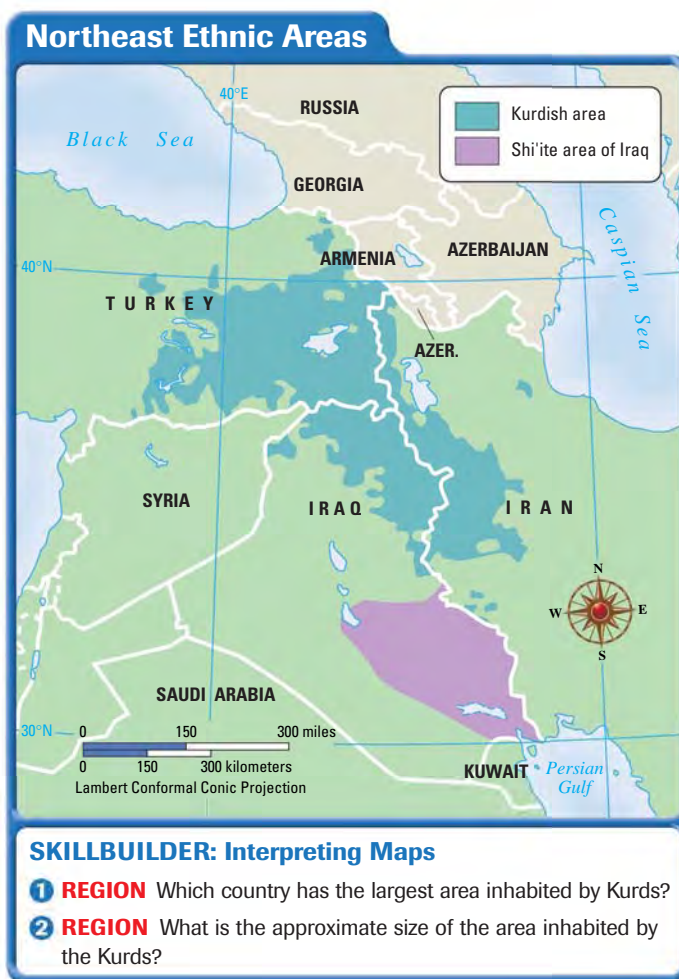 Northeast Ethnic Areas
40°E
RUSSIA
Kurdish area
Shi'ite area of Iraq
Black Sea
GEORGIA
Caspian Sea
ARMENIA
AZERBAIJAN
40°N
TURKEY
AZER.
SYRIA
IRAQ
IRAN
N
W E
S
SAUDI ARABIA
30°N
0 150 300 miles
0 150 300 kilometers
Lambert Conformal Conic Projection
KUWAIT
Persian
Gulf
SKILLBUILDER: Interpreting Maps
1 REGION Which country has the largest area inhabited by Kurds?
2 REGION What is the approximate size of the area inhabited by
the Kurds?